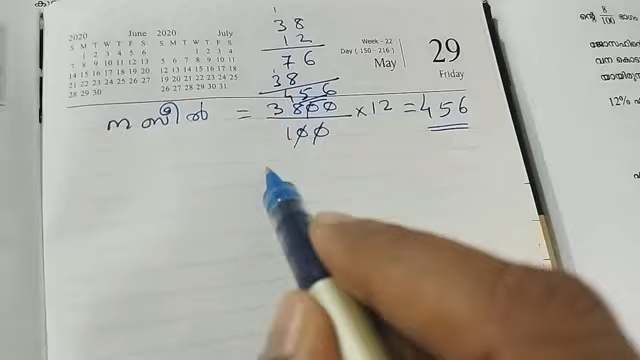 2020 June 2020 July
S M T W T F S S M T W T F S
1 2 3 4 5 6 1 2 3 4
7 8 9 10 11 12 13 5 6 7 8 9 10 11
14 15 16 17 18 19 20 12 13 14 15 16 17 18
21 22 23 24 25 26 27 19 20 21 22 23 24 25
28 29 30 26 27 28 29 30 31
Week - 22
Day (150 - 216)
May
29
Friday
1
38
12
76
38
456
നബീൽ = 3800/100 × 12 = 456
ന്റെ 8/100 ഭാഗം
12%